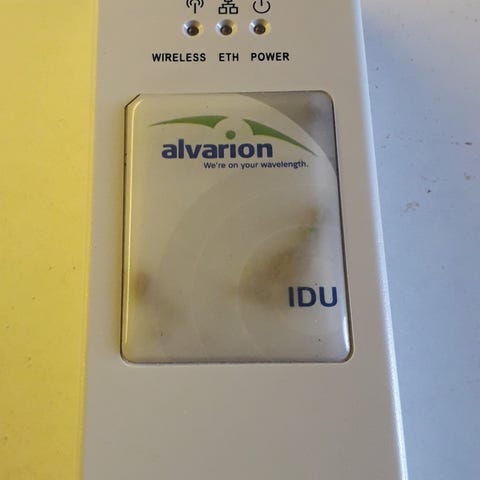 WIRELESS ETH POWER
alvarion
We're on your wavelength.
IDU